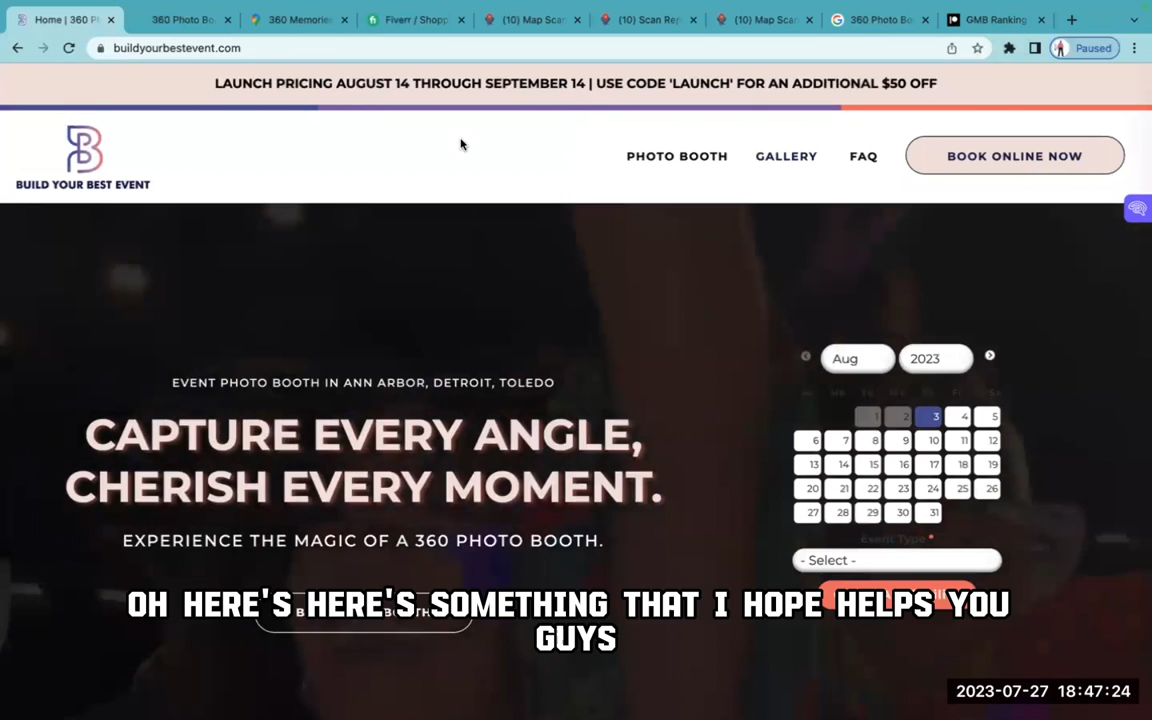 Home | 360 P
360 Photo Bo
360 Memories
Fiverr / Shopp
(10) Map Scan
(10) Scan Rep
(10) Map Scan
360 Photo Bo
GMB Ranking
buildyourbestevent.com
Paused
LAUNCH PRICING AUGUST 14 THROUGH SEPTEMBER 14 | USE CODE 'LAUNCH' FOR AN ADDITIONAL $50 OFF
BUILD YOUR BEST EVENT
PHOTO BOOTH GALLERY FAQ BOOK ONLINE NOW
Aug 2023
EVENT PHOTO BOOTH IN ANN ARBOR, DETROIT, TOLEDO
CAPTURE EVERY ANGLE,
CHERISH EVERY MOMENT.
EXPERIENCE THE MAGIC OF A 360 PHOTO BOOTH.
1 2 3 4 5
6 7 8 9 10 11 12
13 14 15 16 17 18 19
20 21 22 23 24 25 26
27 28 29 30 31
Event Type *
- Select -
OH HERE'S HERE'S SOMETHING THAT I HOPE HELPS YOU
GUYS
2023-07-27 18:47:24